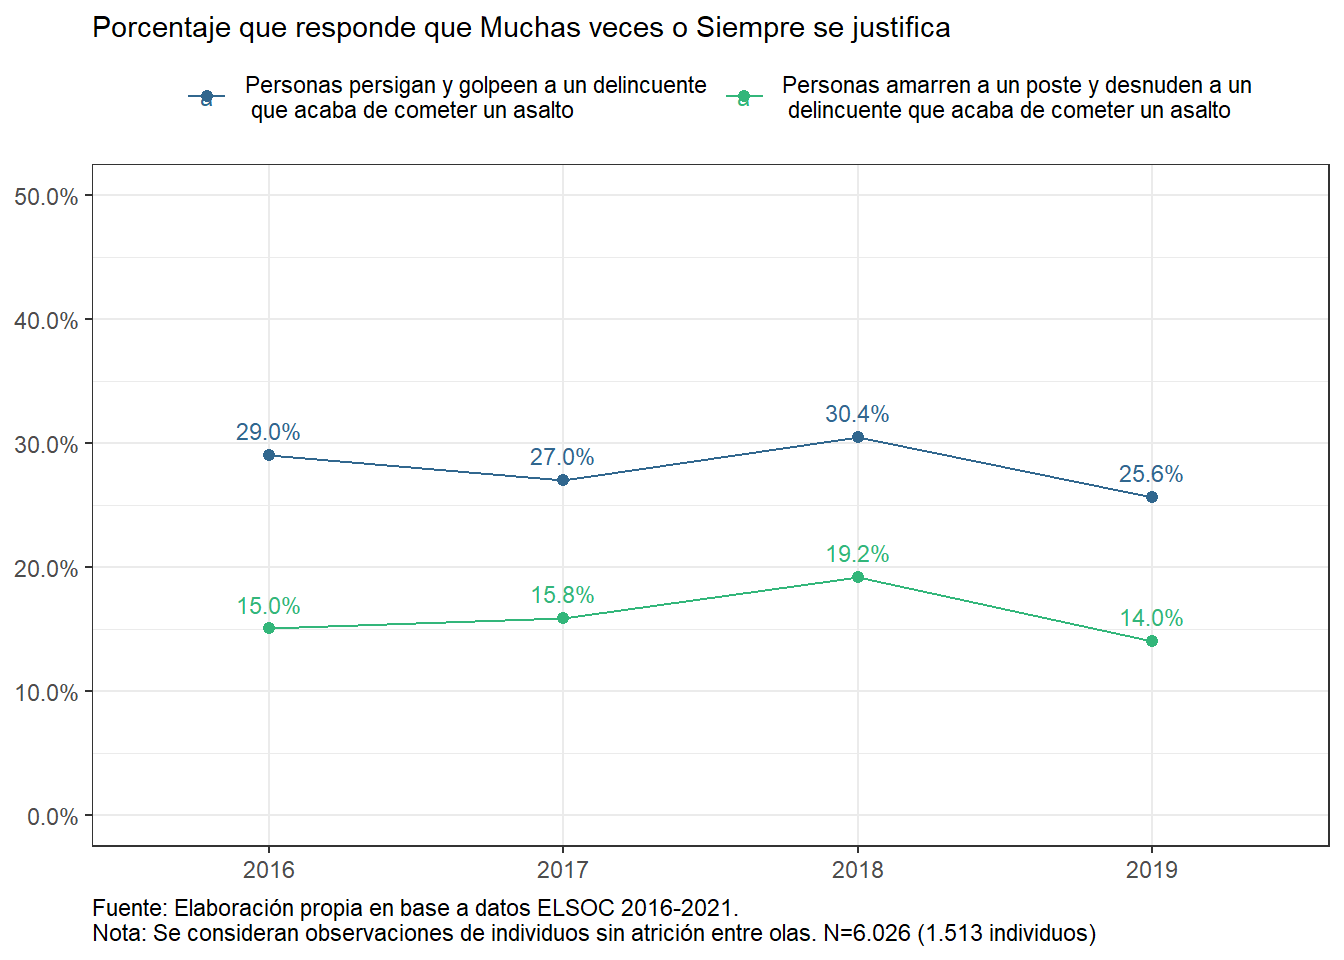 Porcentaje que responde que Muchas veces o Siempre se justifica
a Personas persigan y golpeen a un delincuente
que acaba de cometer un asalto
a Personas amarren a un poste y desnuden a un
delincuente que acaba de cometer un asalto
50.0%
40.0%
30.0%
20.0%
10.0%
0.0%
29.0%
27.0%
30.4%
25.6%
15.0%
15.8%
19.2%
14.0%
2016
2017
2018
2019
Fuente: Elaboración propia en base a datos ELSOC 2016-2021.
Nota: Se consideran observaciones de individuos sin atrición entre olas. N=6.026 (1.513 individuos)